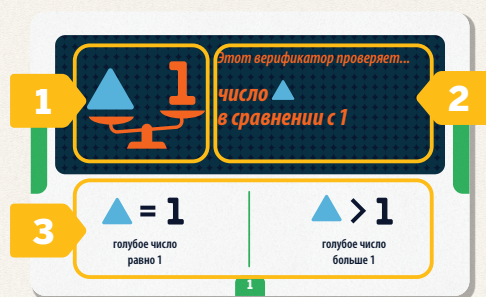 1
1
Этот верификатор проверяет...
число
в сравнении с 1
2
3
= 1
голубое число
равно 1
> 1
голубое число
больше 1
1